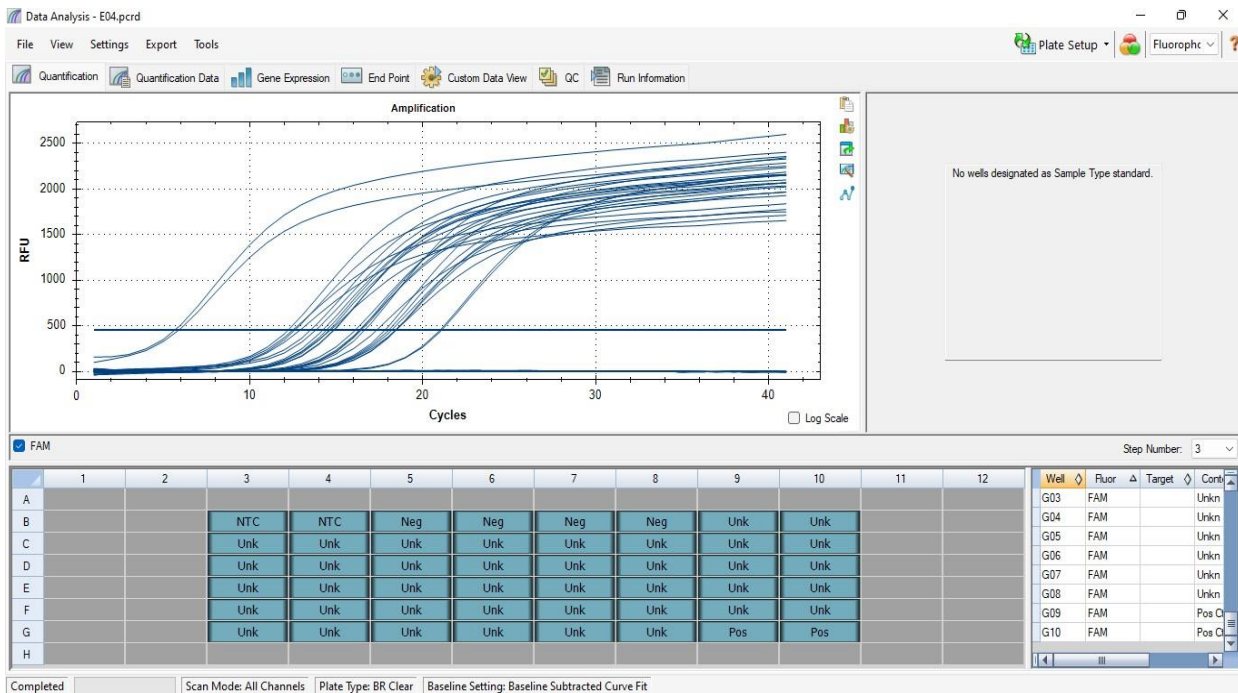 Data Analysis - E04.pcrd
File View Settings Export Tools
Plate Setup
Fluorophc
?
Quantification
Quantification Data
Gene Expression
End Point
Custom Data View
QC
Run Information
Amplification
2500
2000
1500
1000
500
0
RFU
0 10 20 30 40
Cycles
Log Scale
No wells designated as Sample Type standard.
FAM
Step Number: 3
1 2 3 4 5 6 7 8 9 10 11 12
A
B NTC NTC Neg Neg Neg Neg Unk Unk
C Unk Unk Unk Unk Unk Unk Unk Unk
D Unk Unk Unk Unk Unk Unk Unk Unk
E Unk Unk Unk Unk Unk Unk Unk Unk
F Unk Unk Unk Unk Unk Unk Unk Unk
G Unk Unk Unk Unk Unk Unk Pos Pos
H
Well Fluor Target Cont
G03 FAM Unkn
G04 FAM Unkn
G05 FAM Unkn
G06 FAM Unkn
G07 FAM Unkn
G08 FAM Unkn
G09 FAM Pos Ct
G10 FAM Pos Ct
Completed
Scan Mode: All Channels
Plate Type: BR Clear
Baseline Setting: Baseline Subtracted Curve Fit